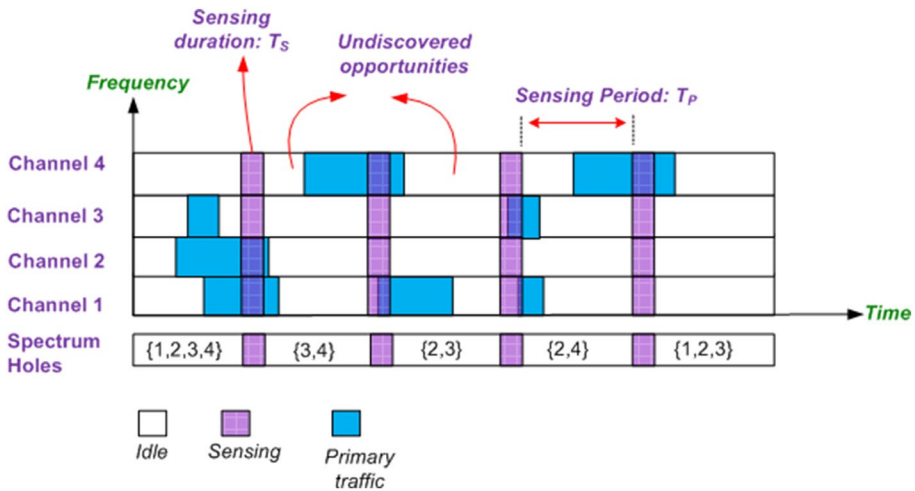 Sensing
duration: TS
Undiscovered
opportunities
Sensing Period: TP
Frequency
Channel 4
Channel 3
Channel 2
Channel 1
Time
Spectrum
Holes
{1,2,3,4}
{3,4}
{2,3}
{2,4}
{1,2,3}
Idle
Sensing
Primary
traffic